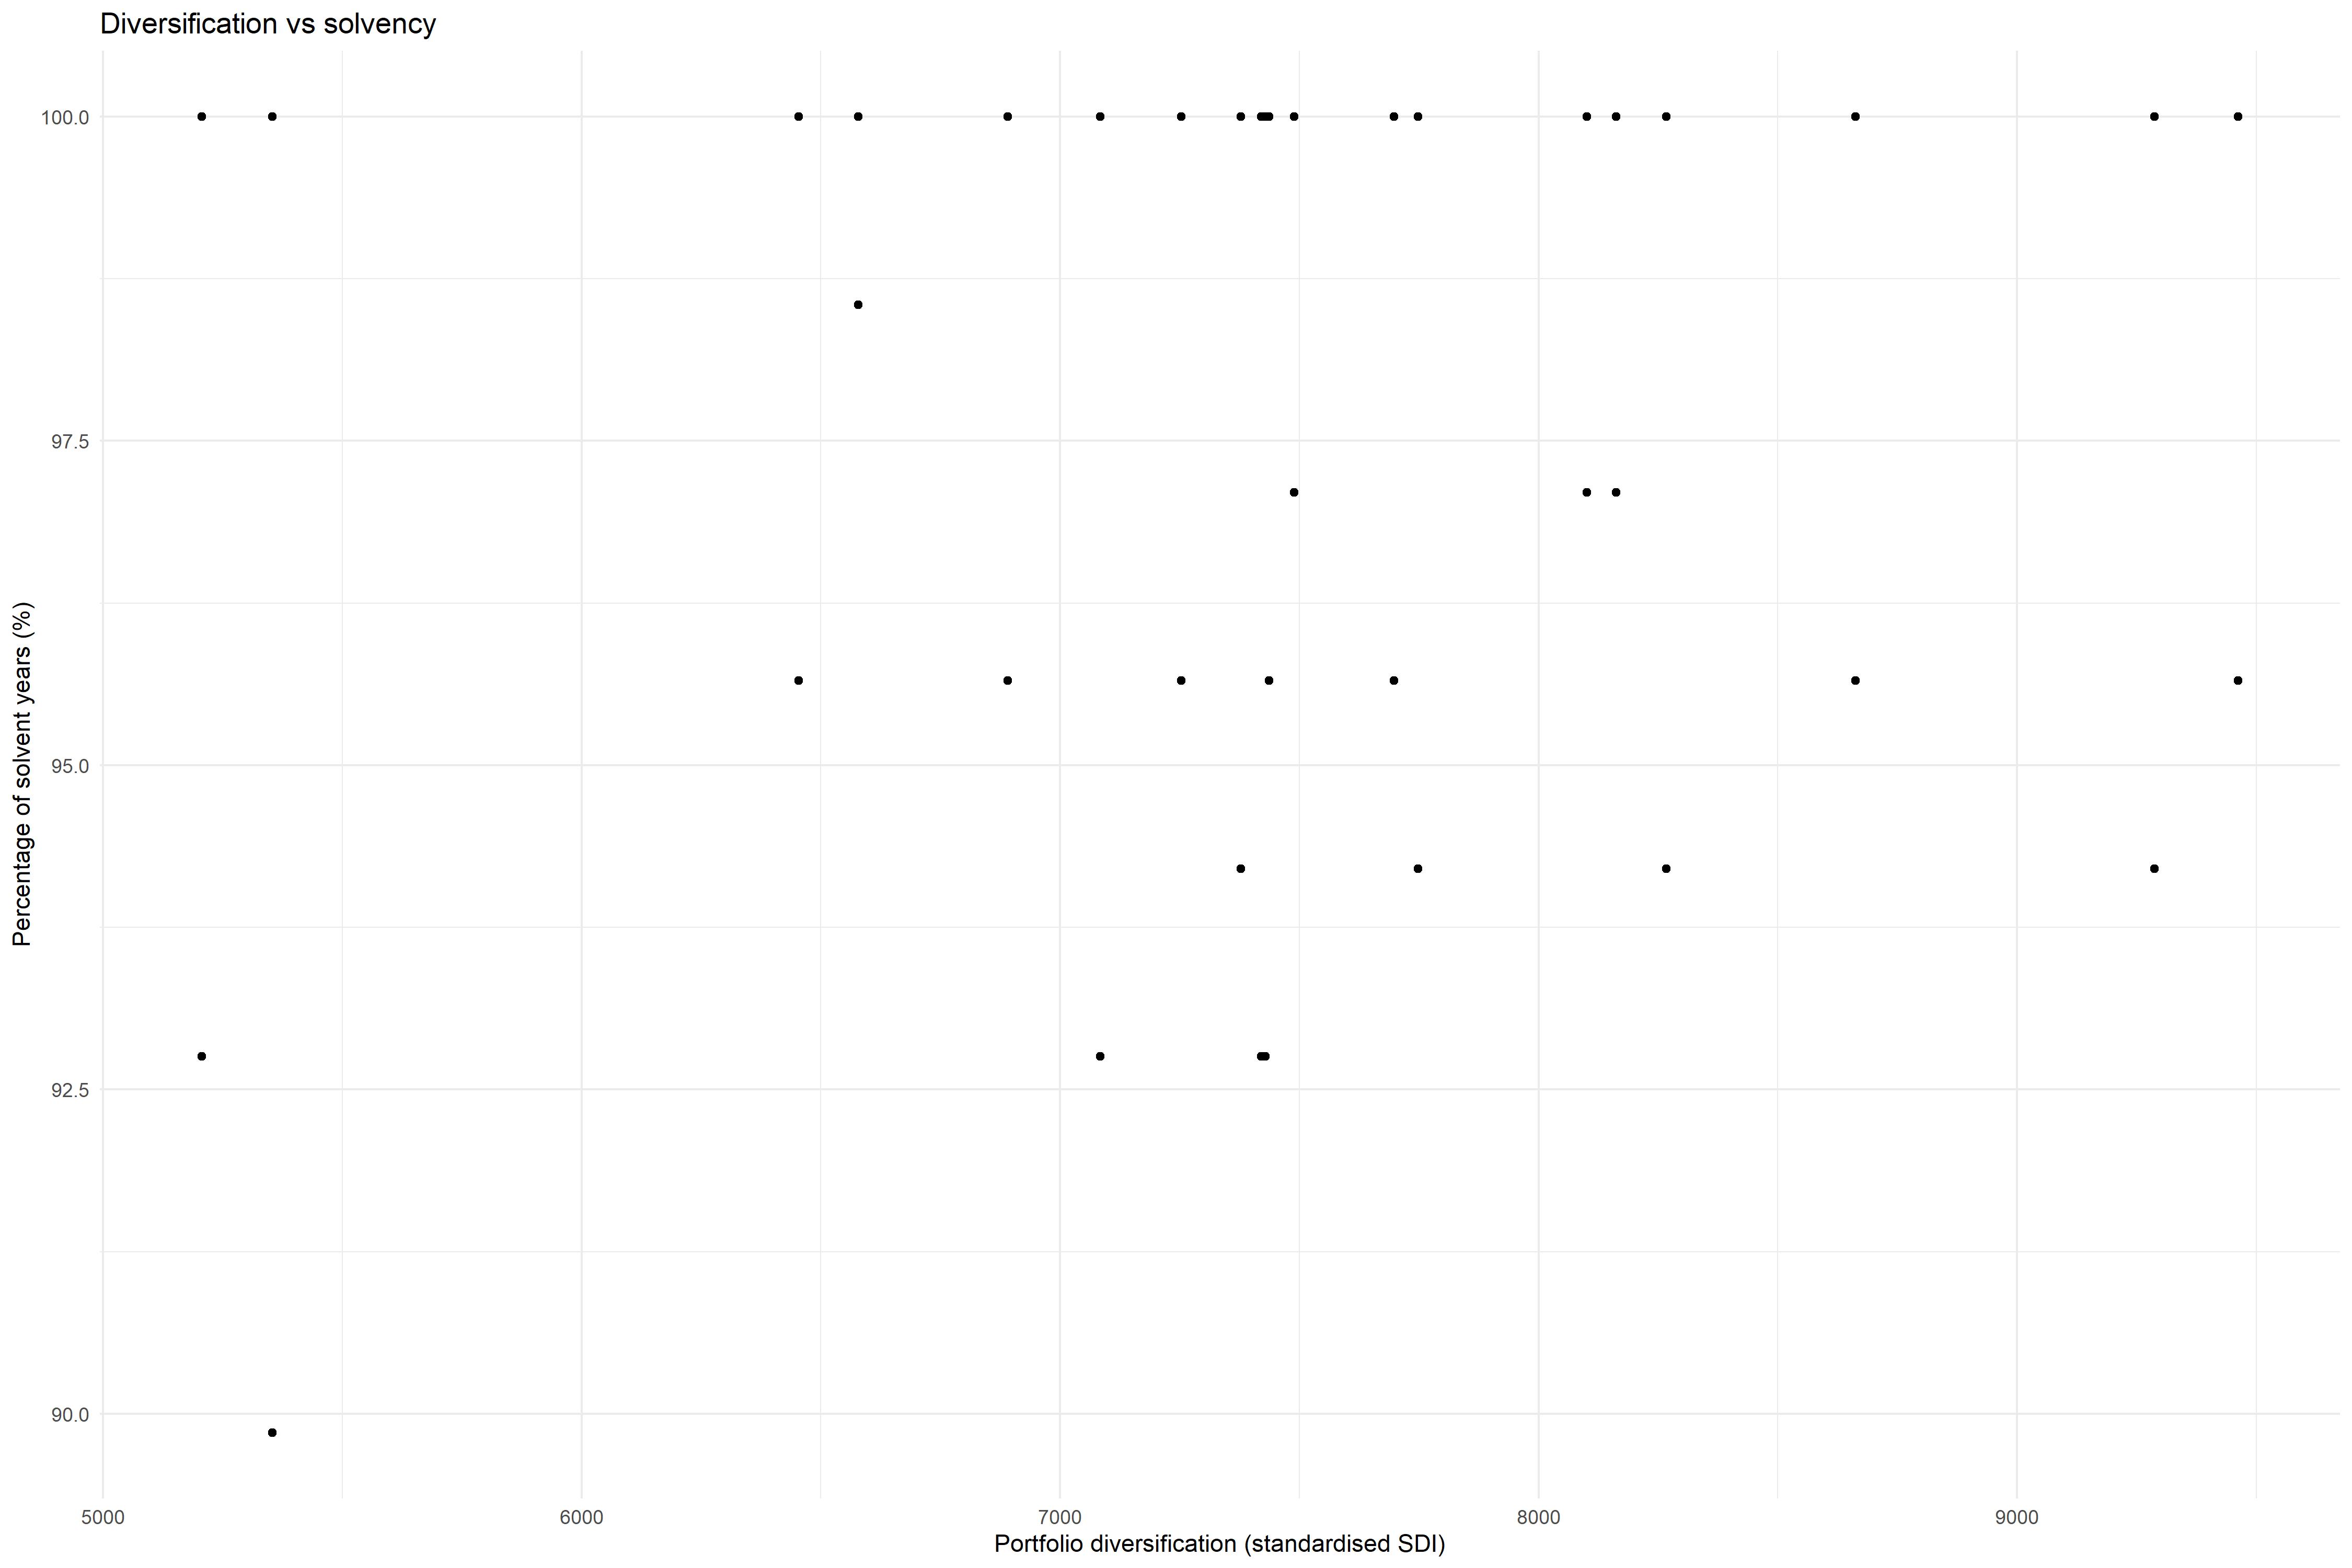 Diversification vs solvency
Percentage of solvent years (%)
100.0
97.5
95.0
92.5
90.0
5000 6000 7000 8000 9000
Portfolio diversification (standardised SDI)